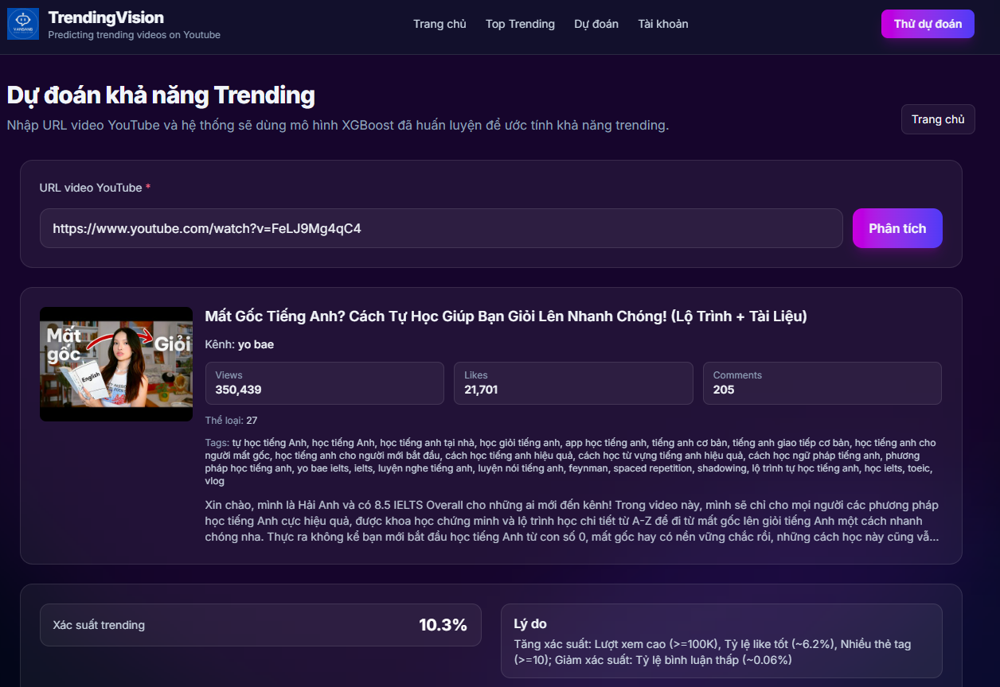 TrendingVision
Predicting trending videos on Youtube
VANSANG
Trang chủ
Top Trending
Dự đoán
Tài khoản
Thử dự đoán
Dự đoán khả năng Trending
Nhập URL video YouTube và hệ thống sẽ dùng mô hình XGBoost đã huấn luyện để ước tính khả năng trending.
Trang chủ
URL video YouTube *
https://www.youtube.com/watch?v=FeLJ9Mg4qC4
Phân tích
Mất
gốc
Giỏi
English
Mất Gốc Tiếng Anh? Cách Tự Học Giúp Bạn Giỏi Lên Nhanh Chóng! (Lộ Trình + Tài Liệu)
Kênh: yo bae
Views
350,439
Likes
21,701
Comments
205
Thể loại: 27
Tags: tự học tiếng Anh, học tiếng Anh, học tiếng anh tại nhà, học giỏi tiếng anh, app học tiếng anh, tiếng anh cơ bản, tiếng anh giao tiếp cơ bản, học tiếng anh cho
người mất gốc, học tiếng anh cho người mới bắt đầu, cách học tiếng anh hiệu quả, cách học từ vựng tiếng anh hiệu quả, cách học ngữ pháp tiếng anh, phương
pháp học tiếng anh, yo bae ielts, ielts, luyện nghe tiếng anh, luyện nói tiếng anh, feynman, spaced repetition, shadowing, lộ trình tự học tiếng anh, học ielts, toeic,
vlog
Xin chào, mình là Hải Anh và có 8.5 IELTS Overall cho những ai mới đến kênh! Trong video này, mình sẽ chỉ cho mọi người các phương pháp
học tiếng Anh cực hiệu quả, được khoa học chứng minh và lộ trình học chi tiết từ A-Z để đi từ mất gốc lên giỏi tiếng Anh một cách nhanh
chóng nha. Thực ra không kể bạn mới bắt đầu học tiếng Anh từ con số 0, mất gốc hay có nền vững chắc rồi, những cách học này cũng vẫ...
Xác suất trending
10.3%
Lý do
Tăng xác suất: Lượt xem cao (>=100K), Tỷ lệ like tốt (~6.2%), Nhiều thẻ tag
(>=10); Giảm xác suất: Tỷ lệ bình luận thấp (~0.06%)